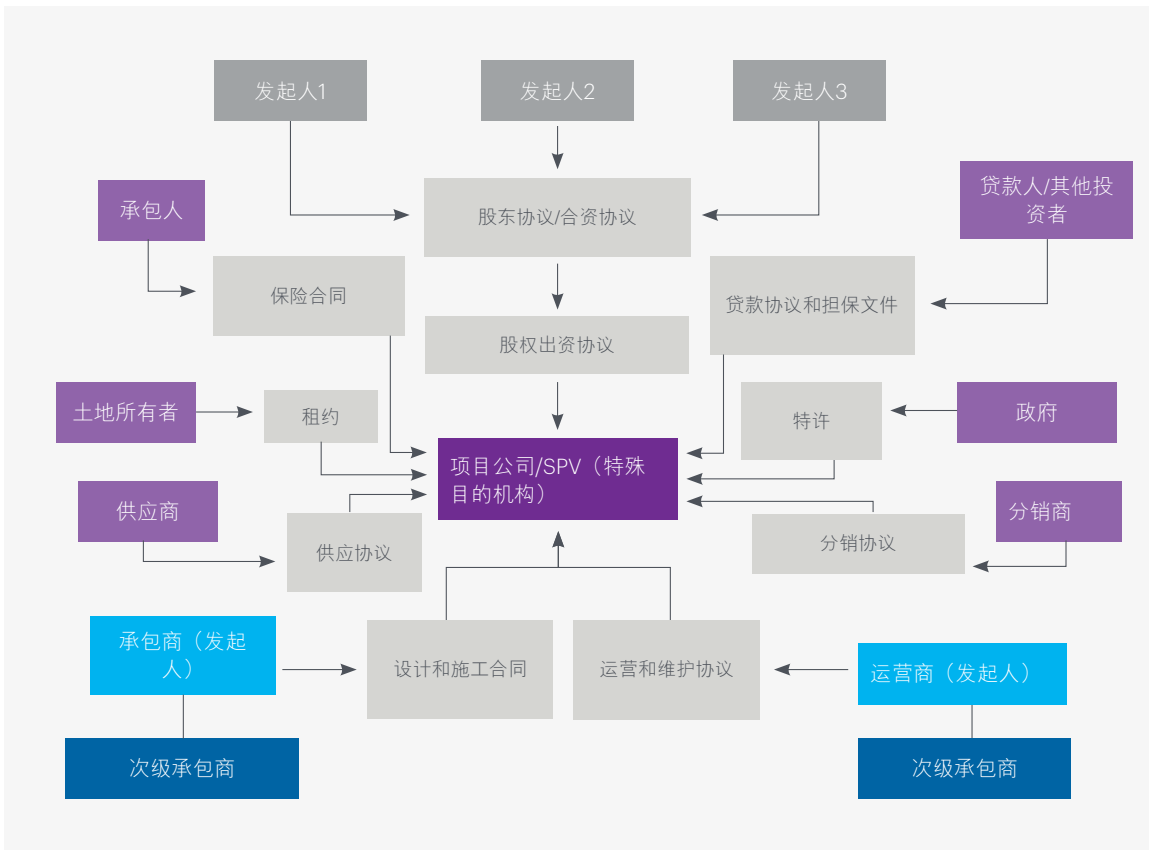 发起人1
发起人2
发起人3
承包人
股东协议/合资协议
贷款人/其他投
资者
保险合同
贷款协议和担保文件
股权出资协议
土地所有者
租约
特许
政府
项目公司/SPV（特殊
目的机构）
供应商
分销商
供应协议
分销协议
承包商（发起
人）
设计和施工合同
运营和维护协议
运营商（发起人）
次级承包商
次级承包商